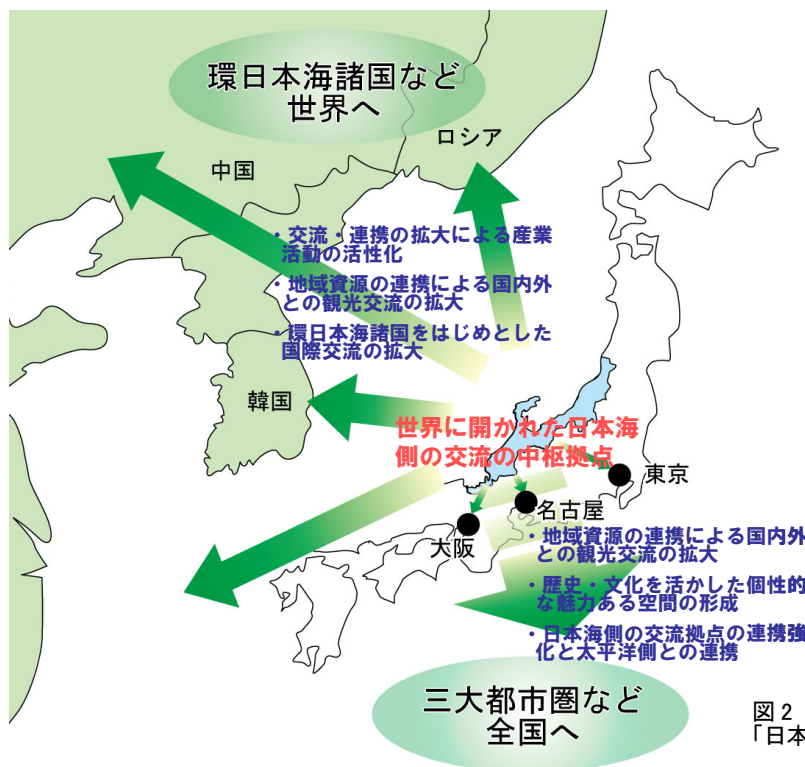 環日本海諸国など
世界へ
ロシア
中国
・交流・連携の拡大による産業
活動の活性化
・地域資源の連携による国内外
との観光交流の拡大
・環日本海諸国をはじめとした
国際交流の拡大
韓国
世界に開かれた日本海
側の交流の中枢拠点
東京
名古屋
大阪
・地域資源の連携による国内外
との観光交流の拡大
・歴史・文化を活かした個性的
な魅力ある空間の形成
・日本海側の交流拠点の連携強
化と太平洋側との連携
三大都市圏など
全国へ
図2
「日本